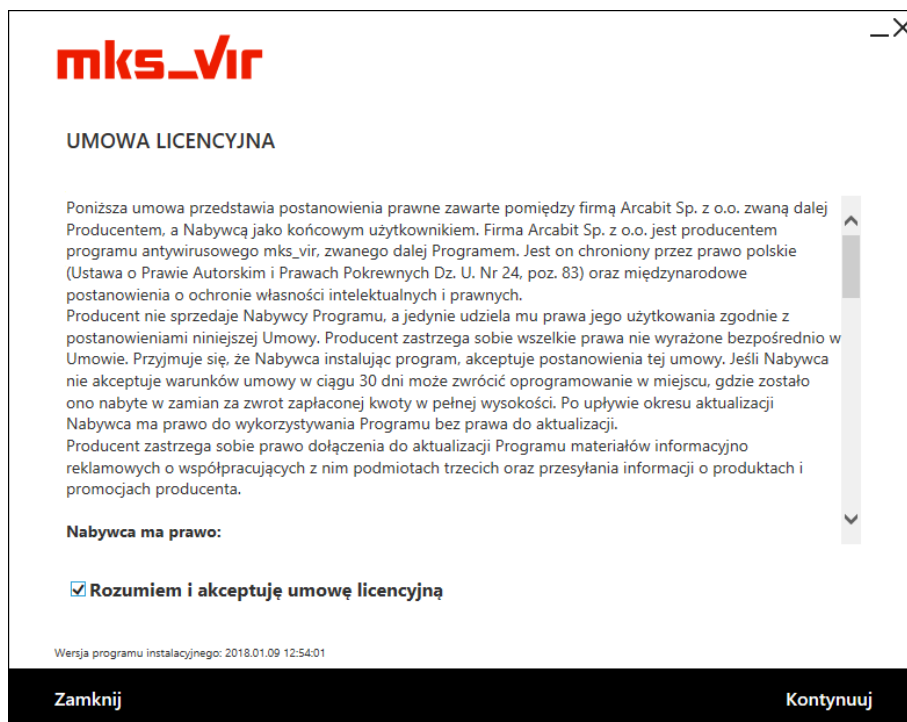 mks_vir
UMOWA LICENCYJNA
Poniższa umowa przedstawia postanowienia prawne zawarte pomiędzy firmą Arcabit Sp. z o.o. zwaną dalej
Producentem, a Nabywcą jako końcowym użytkownikiem. Firma Arcabit Sp. z o.o. jest producentem
programu antywirusowego mks_vir, zwanego dalej Programem. Jest on chroniony przez prawo polskie
(Ustawa o Prawie Autorskim i Prawach Pokrewnych Dz. U. Nr 24, poz. 83) oraz międzynarodowe
postanowienia o ochronie własności intelektualnych i prawnych.
Producent nie sprzedaje Nabywcy Programu, a jedynie udziela mu prawa jego użytkowania zgodnie z
postanowieniami niniejszej Umowy. Producent zastrzega sobie wszelkie prawa nie wyrażone bezpośrednio w
Umowie. Przyjmuje się, że Nabywca instalując program, akceptuje postanowienia tej umowy. Jeśli Nabywca
nie akceptuje warunków umowy w ciągu 30 dni może zwrócić oprogramowanie w miejscu, gdzie zostało
ono nabyte w zamian za zwrot zapłaconej kwoty w pełnej wysokości. Po upływie okresu aktualizacji
Nabywca ma prawo do wykorzystywania Programu bez prawa do aktualizacji.
Producent zastrzega sobie prawo dołączenia do aktualizacji Programu materiałów informacyjno
reklamowych o współpracujących z nim podmiotach trzecich oraz przesyłania informacji o produktach i
promocjach producenta.
Nabywca ma prawo:
Rozumiem i akceptuję umowę licencyjną
Wersja programu instalacyjnego: 2018.01.09 12:54:01
Zamknij
Kontynuuj